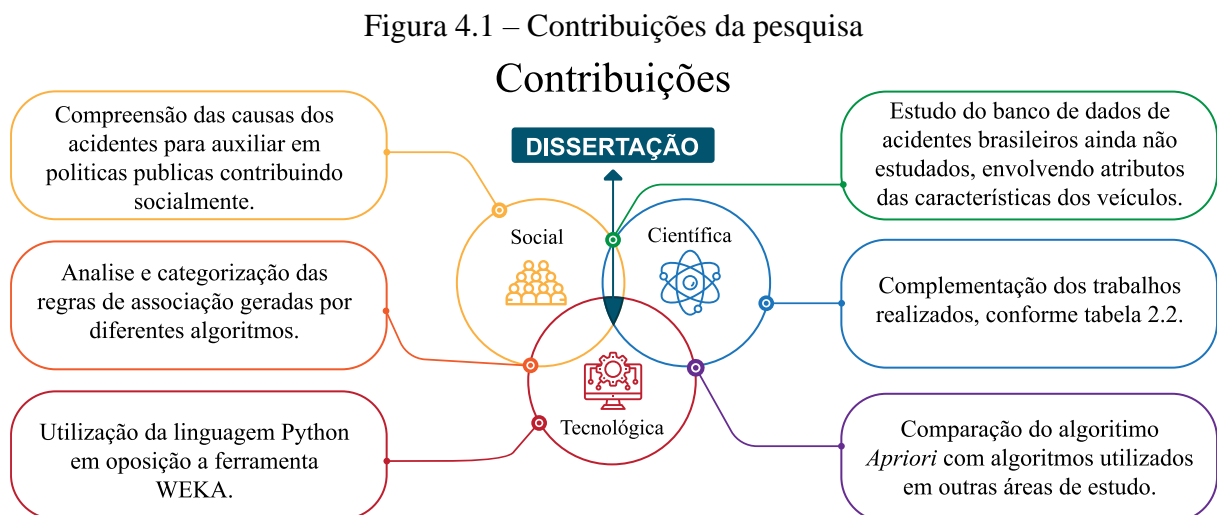 Figura 4.1 – Contribuições da pesquisa
Contribuições
DISSERTAÇÃO
Compreensão das causas dos
acidentes para auxiliar em
politicas publicas contribuindo
socialmente.
Analise e categorização das
regras de associação geradas por
diferentes algoritmos.
Utilização da linguagem Python
em oposição a ferramenta
WEKA.
Social
Científica
Tecnológica
Estudo do banco de dados de
acidentes brasileiros ainda não
estudados, envolvendo atributos
das características dos veículos.
Complementação dos trabalhos
realizados, conforme tabela 2.2.
Comparação do algoritimo
Apriori com algoritmos utilizados
em outras áreas de estudo.